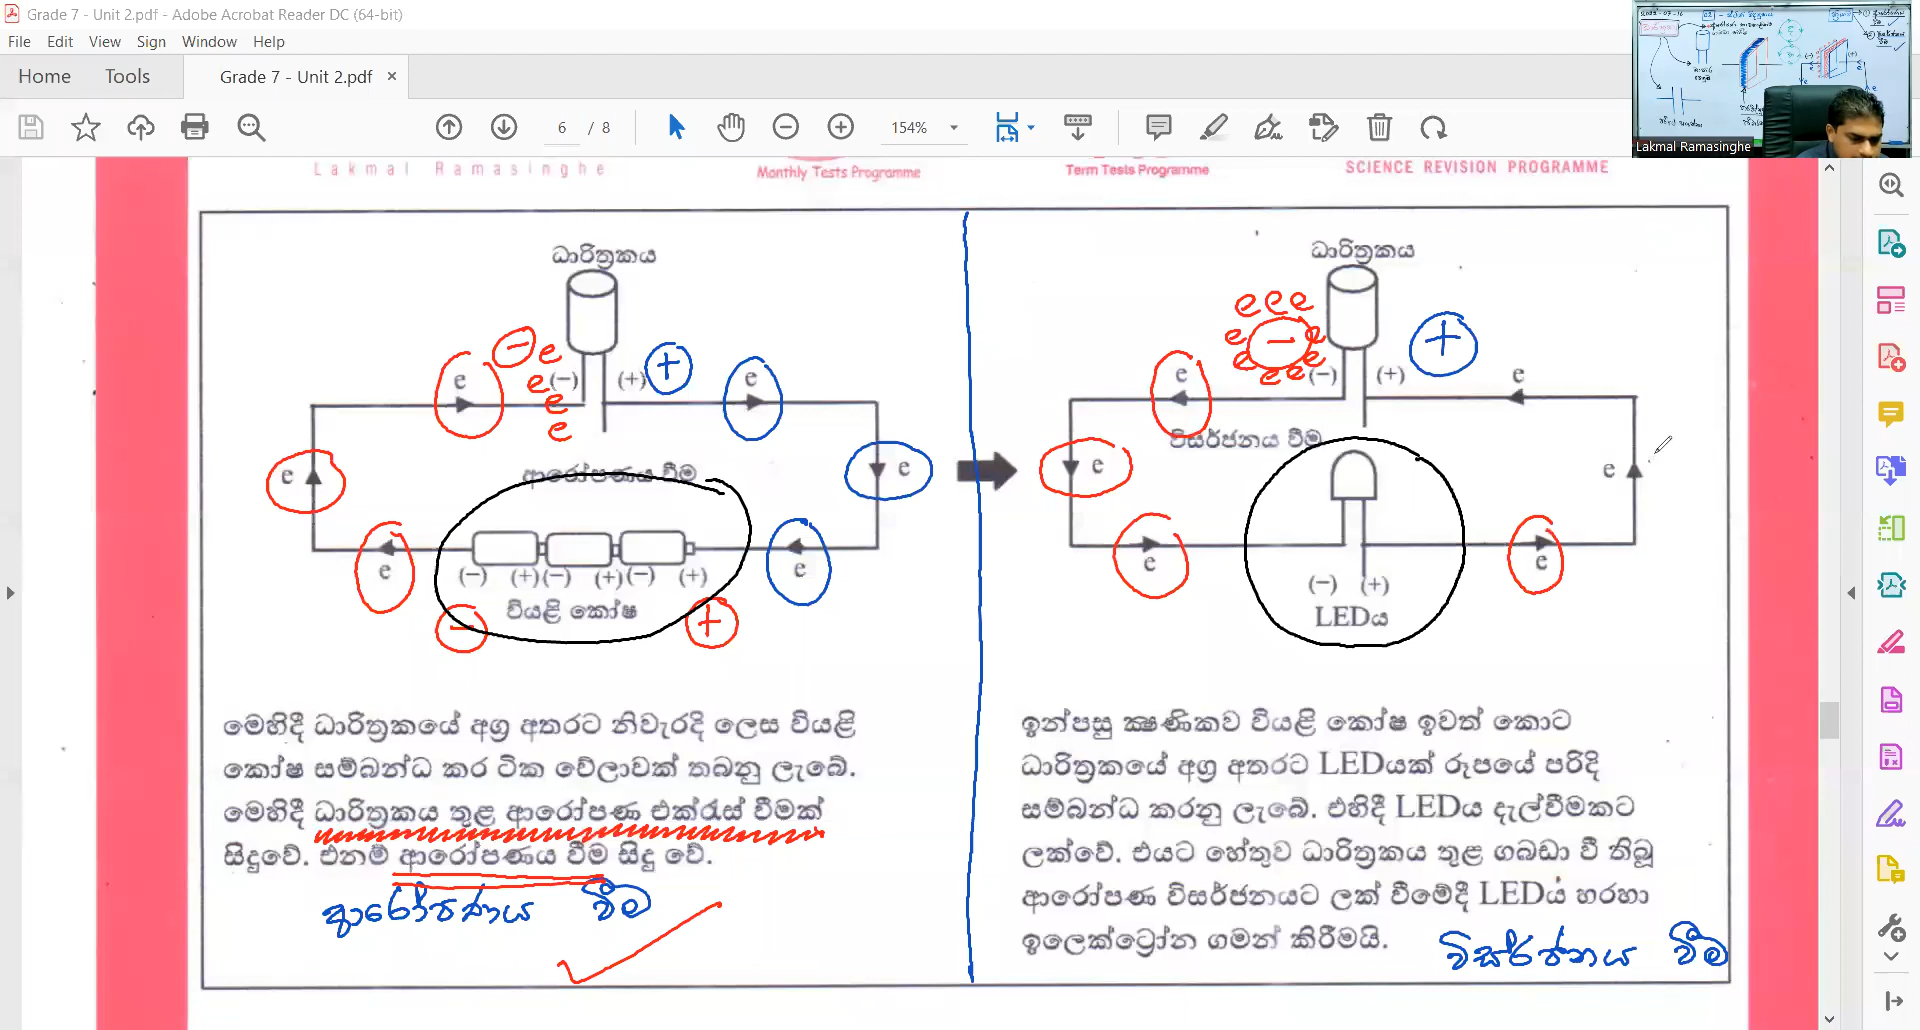 Grade 7 - Unit 2.pdf - Adobe Acrobat Reader DC (64-bit)
File Edit View Sign Window Help
Home Tools Grade 7 - Unit 2.pdf ×
6 / 8 154%
Lakmal Ramasinghe
Lakmal Ramasinghe Monthly Tests Programme Term Tests Programme SCIENCE REVISION PROGRAMME
ධාරිත්‍රකය
− e
e (−) (+) + e
e
e
e
e
ආරෝපණය වීම
e
e
e
(−) (+) (−) (+) (−) (+)
වියළි කෝෂ
− +
මෙහිදී ධාරිත්‍රකයේ අග්‍ර අතරට නිවැරදි ලෙස වියළි
කෝෂ සම්බන්ධ කර ටික වේලාවක් තබනු ලැබේ.
මෙහිදී ධාරිත්‍රකය තුළ ආරෝපණ එක්රැස් වීමක්
සිදුවේ. එනම් ආරෝපණය වීම සිදු වේ.
ආරෝපණය වීම
ධාරිත්‍රකය
e e e
e − e +
e e
e e e
e (−) (+) e
විසර්ජනය වීම
e e
e e
(−) (+)
LEDය
ඉන්පසු ක්‍ෂණිකව වියළි කෝෂ ඉවත් කොට
ධාරිත්‍රකයේ අග්‍ර අතරට LEDයක් රූපයේ පරිදි
සම්බන්ධ කරනු ලැබේ. එහිදී LEDය දැල්වීමකට
ලක්වේ. එයට හේතුව ධාරිත්‍රකය තුළ ගබඩා වී තිබූ
ආරෝපණ විසර්ජනයට ලක් වීමේදී LEDය හරහා
ඉලෙක්ට්‍රෝන ගමන් කිරීමයි.
විසර්ජනය වීම